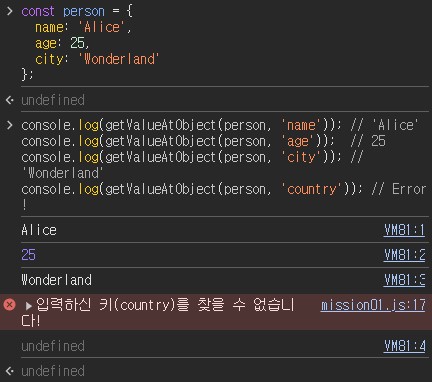 const person = {
name: 'Alice',
age: 25,
city: 'Wonderland'
};
undefined
console.log(getValueAtObject(person, 'name')); // 'Alice'
console.log(getValueAtObject(person, 'age'));  // 25
console.log(getValueAtObject(person, 'city')); //
'Wonderland'
console.log(getValueAtObject(person, 'country')); // Error
!
Alice VM81:1
25 VM81:2
Wonderland VM81:3
▶입력하신 키(country)를 찾을 수 없습니 mission01.js:17
다!
undefined VM81:4
undefined